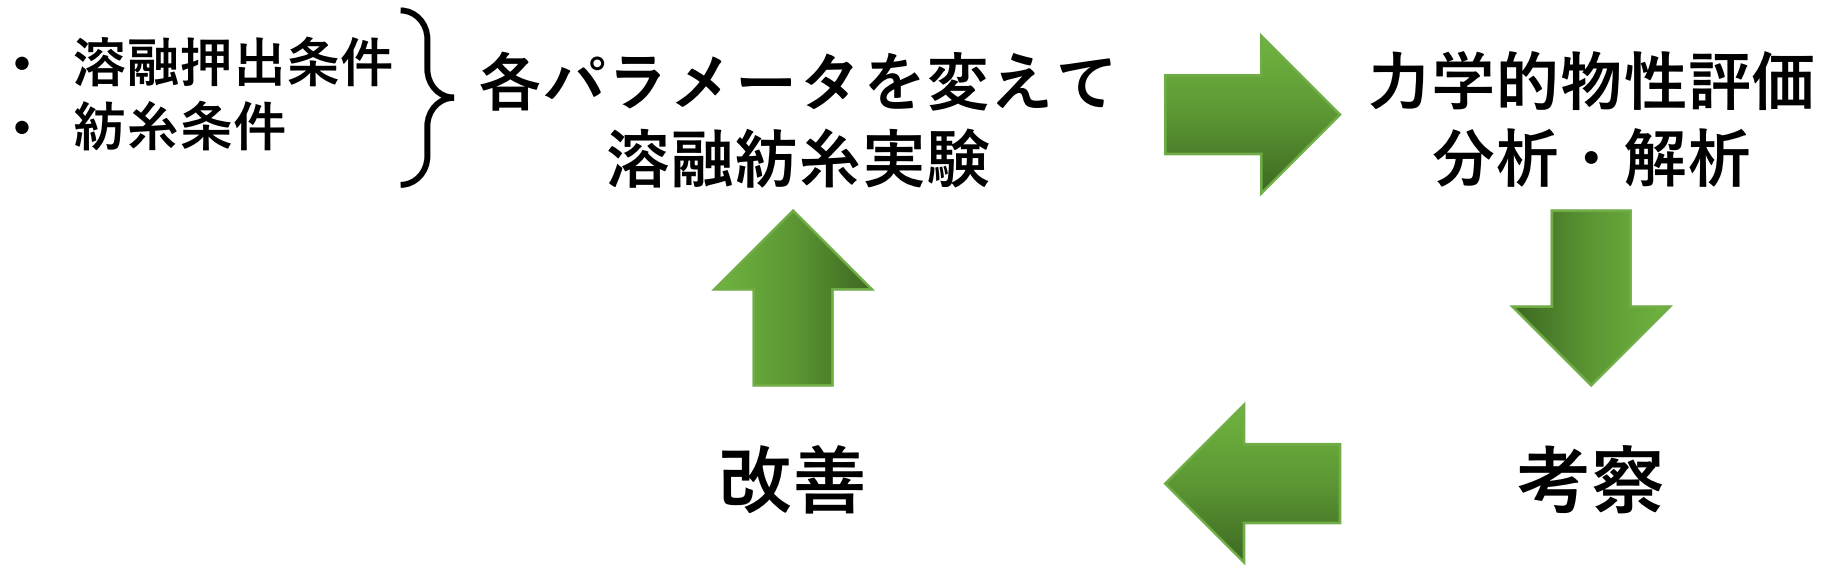 • 溶融押出条件
• 紡糸条件
各パラメータを変えて
溶融紡糸実験
力学的物性評価
分析・解析
考察
改善